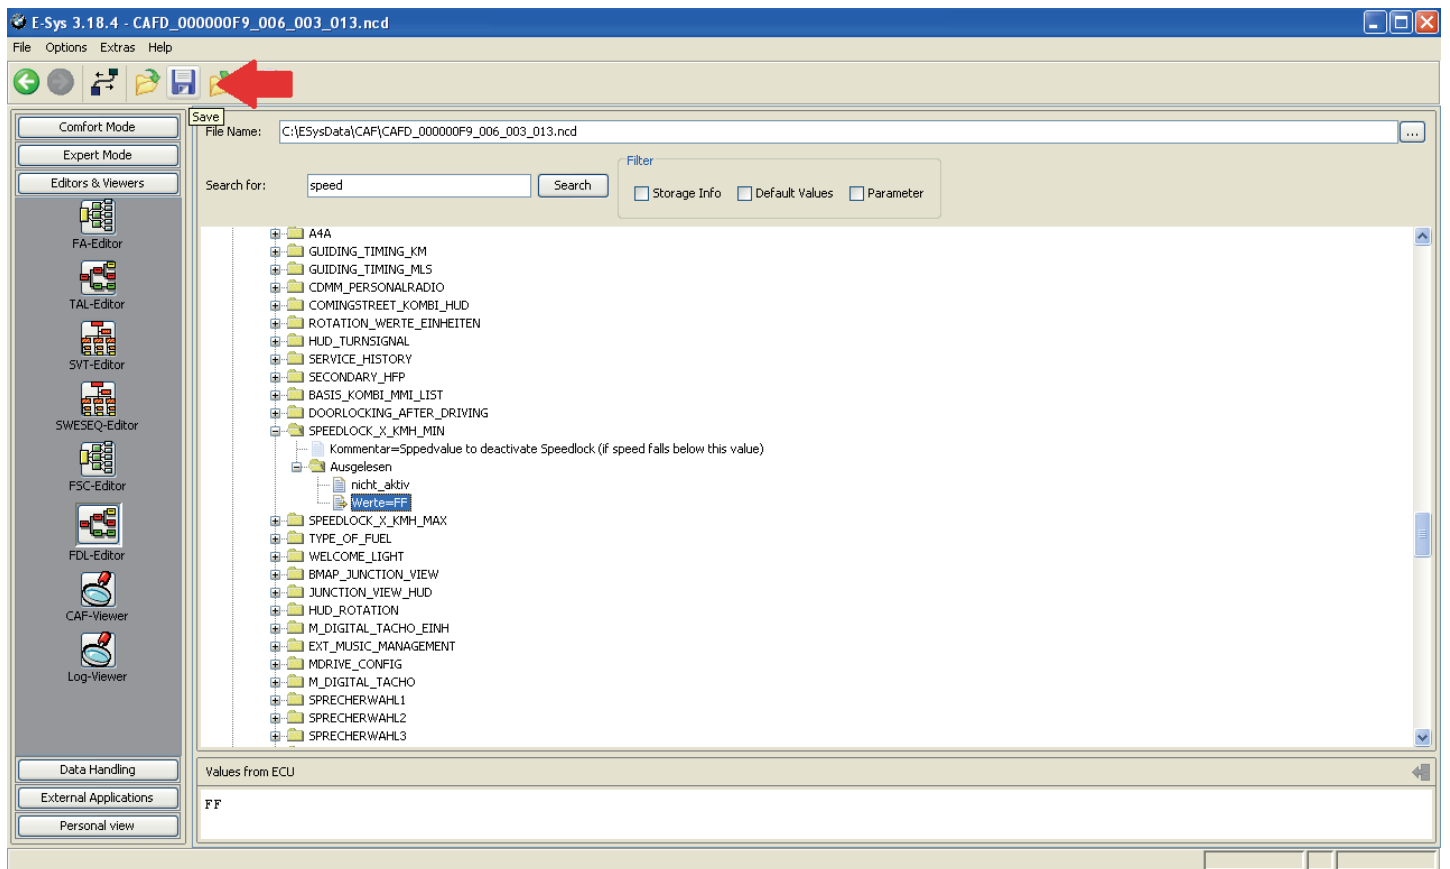 E-Sys 3.18.4 - CAFD_000000F9_006_003_013.ncd
File Options Extras Help
Save
Comfort Mode
Expert Mode
Editors & Viewers
FA-Editor
TAL-Editor
SVT-Editor
SWESEQ-Editor
FSC-Editor
FDL-Editor
CAF-Viewer
Log-Viewer
Data Handling
External Applications
Personal view
File Name: C:\ESysData\CAF\CAFD_000000F9_006_003_013.ncd ...
Filter
Search for: speed Search Storage Info Default Values Parameter
A4A
GUIDING_TIMING_KM
GUIDING_TIMING_MLS
CDMM_PERSONALRADIO
COMINGSTREET_KOMBI_HUD
ROTATION_WERTE_EINHEITEN
HUD_TURNSIGNAL
SERVICE_HISTORY
SECONDARY_HFP
BASIS_KOMBI_MMI_LIST
DOORLOCKING_AFTER_DRIVING
SPEEDLOCK_X_KMH_MIN
Kommentar=Sppedvalue to deactivate Speedlock (if speed falls below this value)
Ausgelesen
nicht_aktiv
Werte=FF
SPEEDLOCK_X_KMH_MAX
TYPE_OF_FUEL
WELCOME_LIGHT
BMAP_JUNCTION_VIEW
JUNCTION_VIEW_HUD
HUD_ROTATION
M_DIGITAL_TACHO_EINH
EXT_MUSIC_MANAGEMENT
MDRIVE_CONFIG
M_DIGITAL_TACHO
SPRECHERWAHL1
SPRECHERWAHL2
SPRECHERWAHL3
Values from ECU
FF